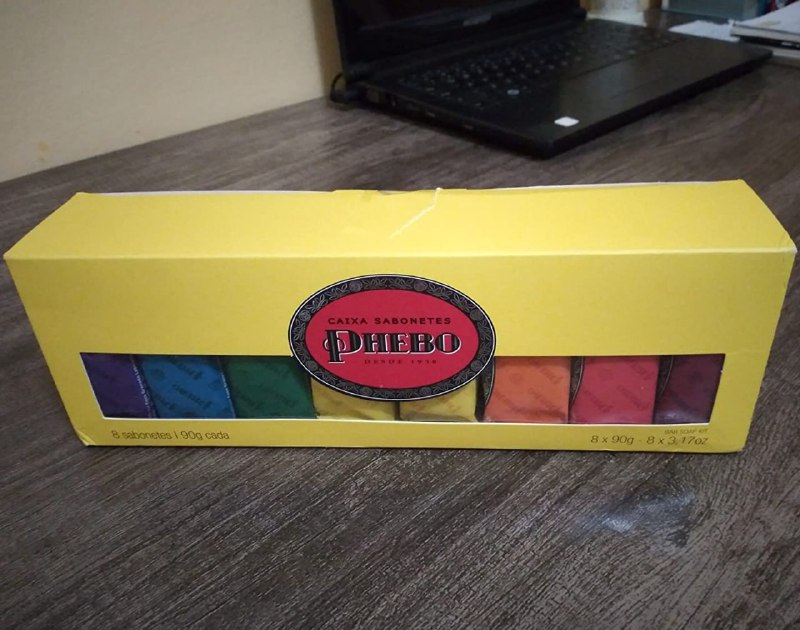 CAIXA SABONETES
PHEBO
DESDE 1930
8 sabonetes | 90g cada
BAR SOAP KIT
8 x 90g - 8 x 3,17oz